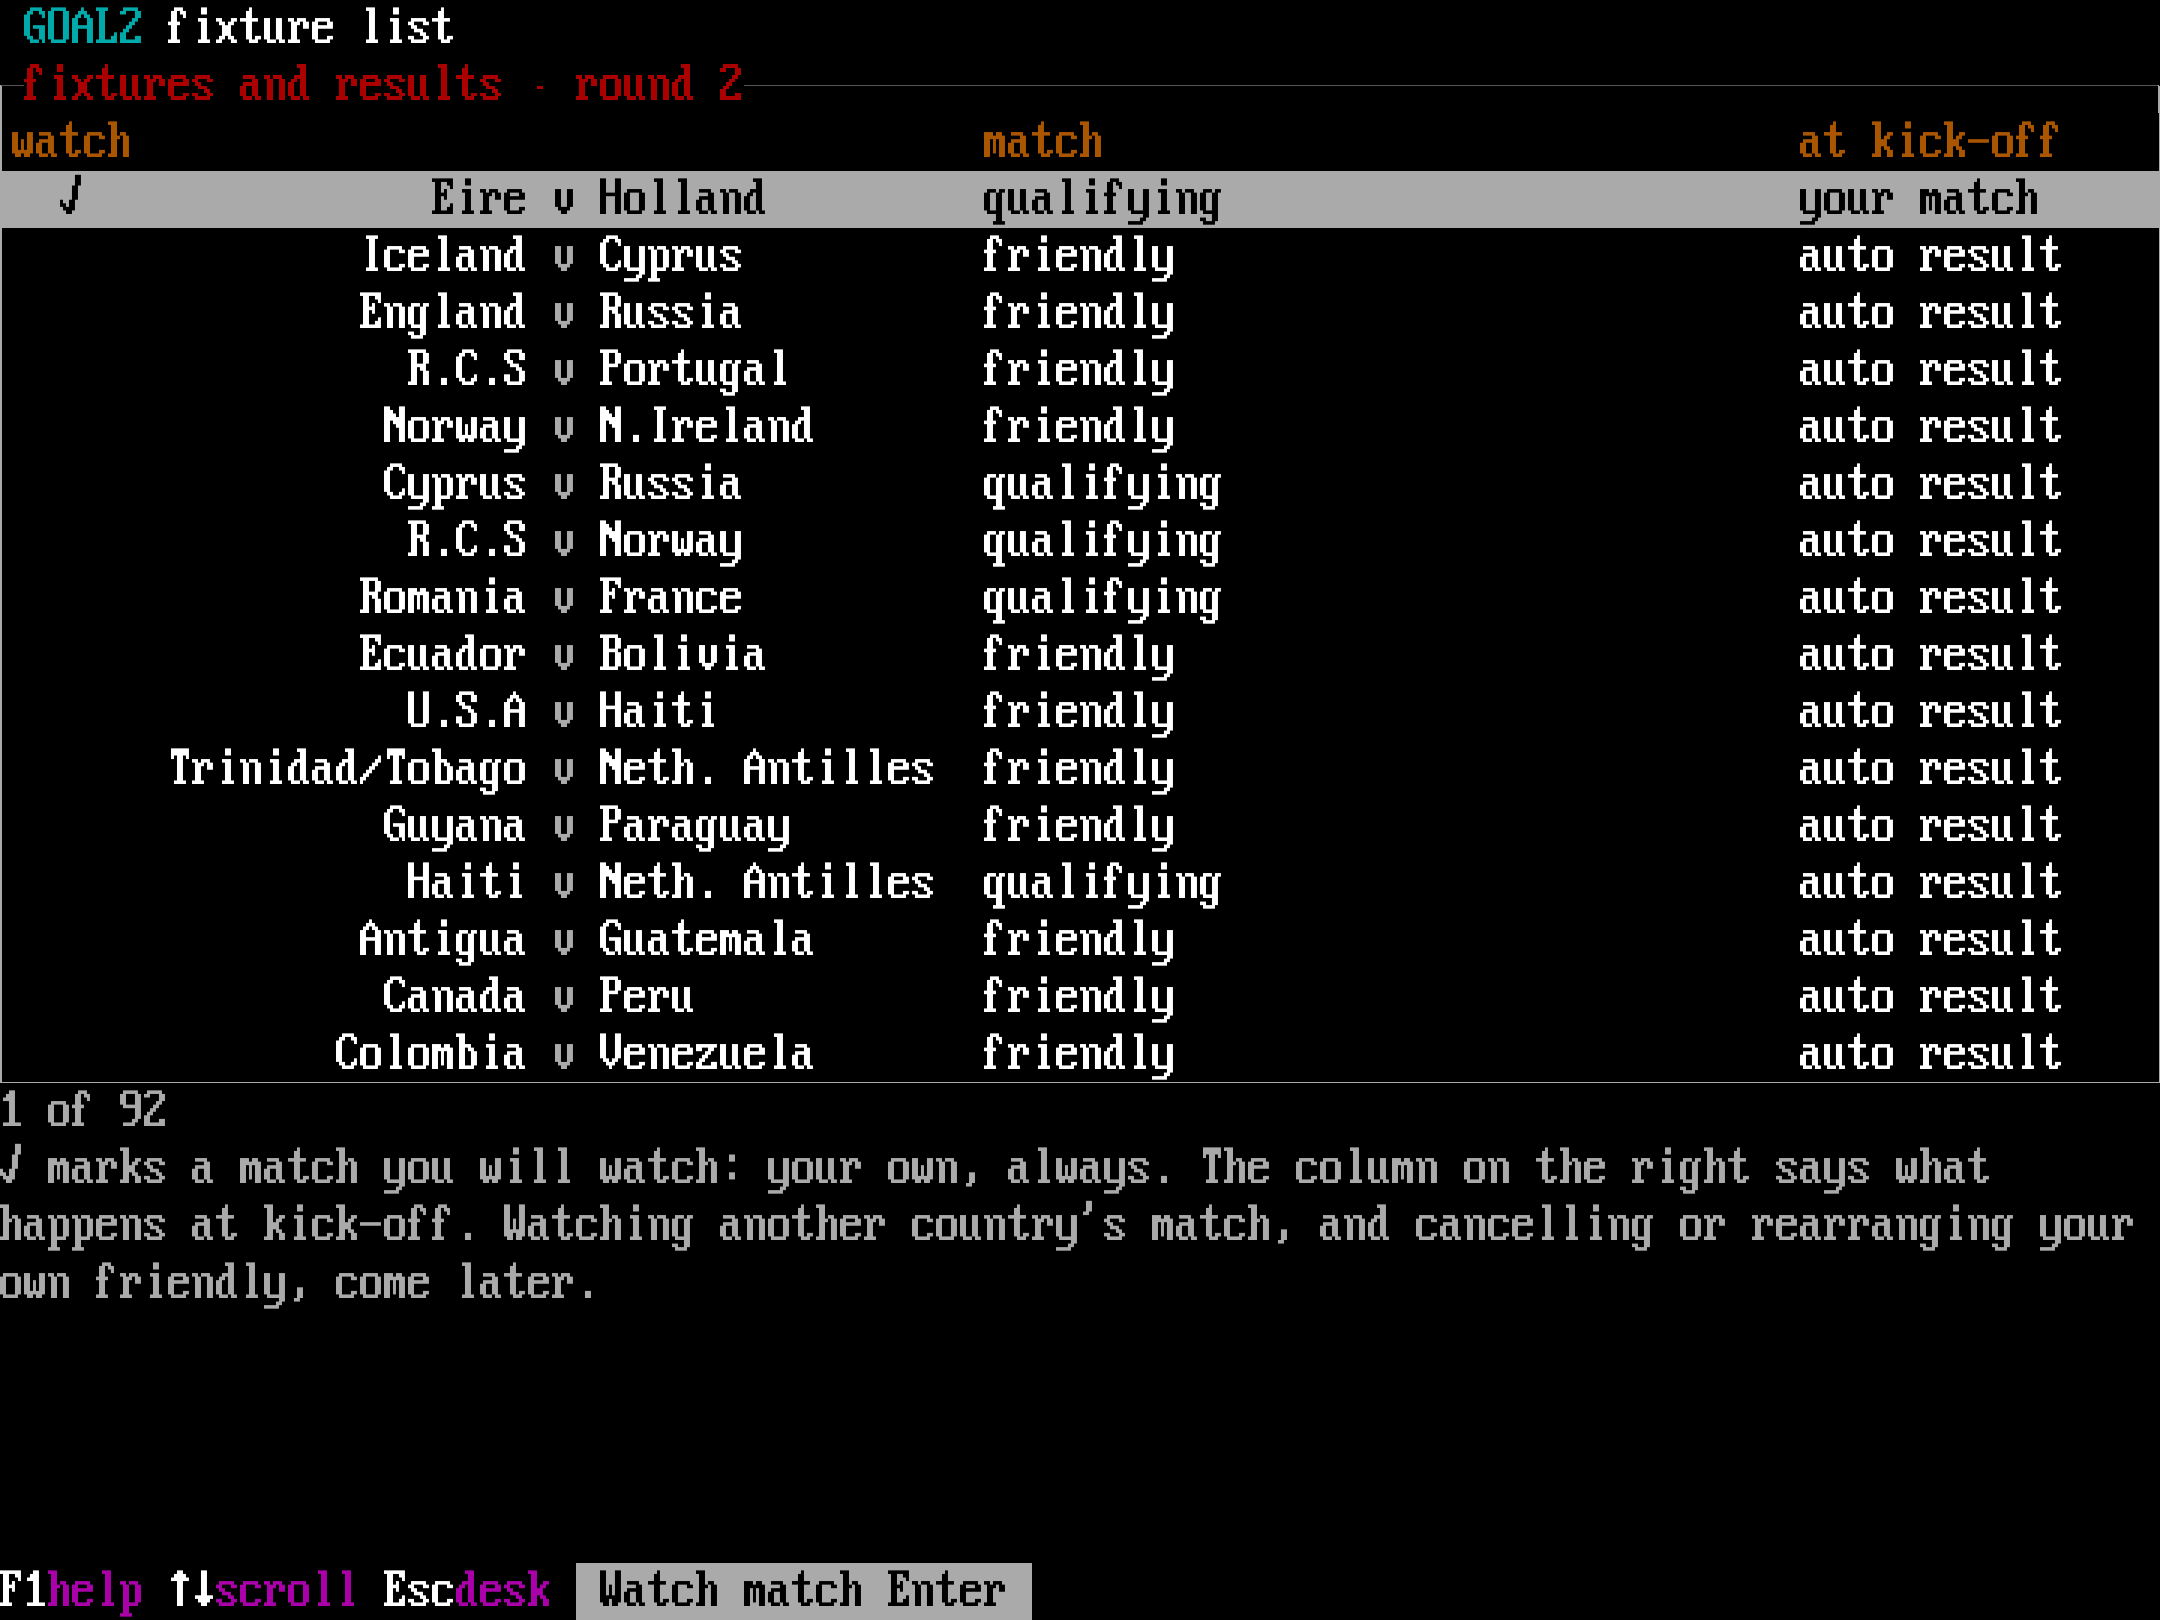 GOAL2 fixture list
fixtures and results · round 2
watch match at kick-off
√ Eire v Holland qualifying your match
Iceland v Cyprus friendly auto result
England v Russia friendly auto result
R.C.S v Portugal friendly auto result
Norway v N.Ireland friendly auto result
Cyprus v Russia qualifying auto result
R.C.S v Norway qualifying auto result
Romania v France qualifying auto result
Ecuador v Bolivia friendly auto result
U.S.A v Haiti friendly auto result
Trinidad/Tobago v Neth. Antilles friendly auto result
Guyana v Paraguay friendly auto result
Haiti v Neth. Antilles qualifying auto result
Antigua v Guatemala friendly auto result
Canada v Peru friendly auto result
Colombia v Venezuela friendly auto result
1 of 92
√ marks a match you will watch: your own, always. The column on the right says what
happens at kick-off. Watching another country's match, and cancelling or rearranging your
own friendly, come later.
F1help ↑↓scroll Escdesk Watch match Enter